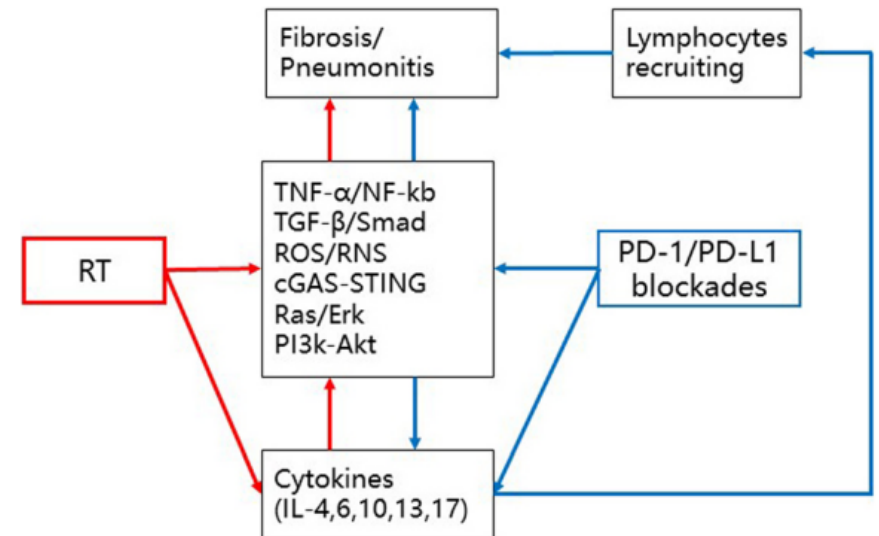 Fibrosis/
Pneumonitis
Lymphocytes
recruiting
TNF-α/NF-kb
TGF-β/Smad
ROS/RNS
cGAS-STING
Ras/Erk
PI3k-Akt
RT
PD-1/PD-L1
blockades
Cytokines
(IL-4,6,10,13,17)